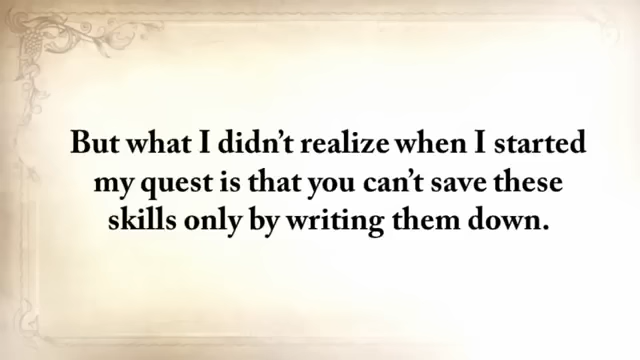 But what I didn’t realize when I started
my quest is that you can’t save these
skills only by writing them down.